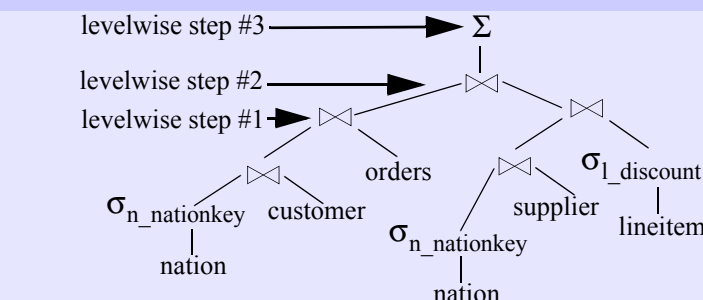 levelwise step #3
Σ
levelwise step #2
levelwise step #1
orders
σl_discount
σn_nationkey
customer
supplier
lineitem
σn_nationkey
nation
nation